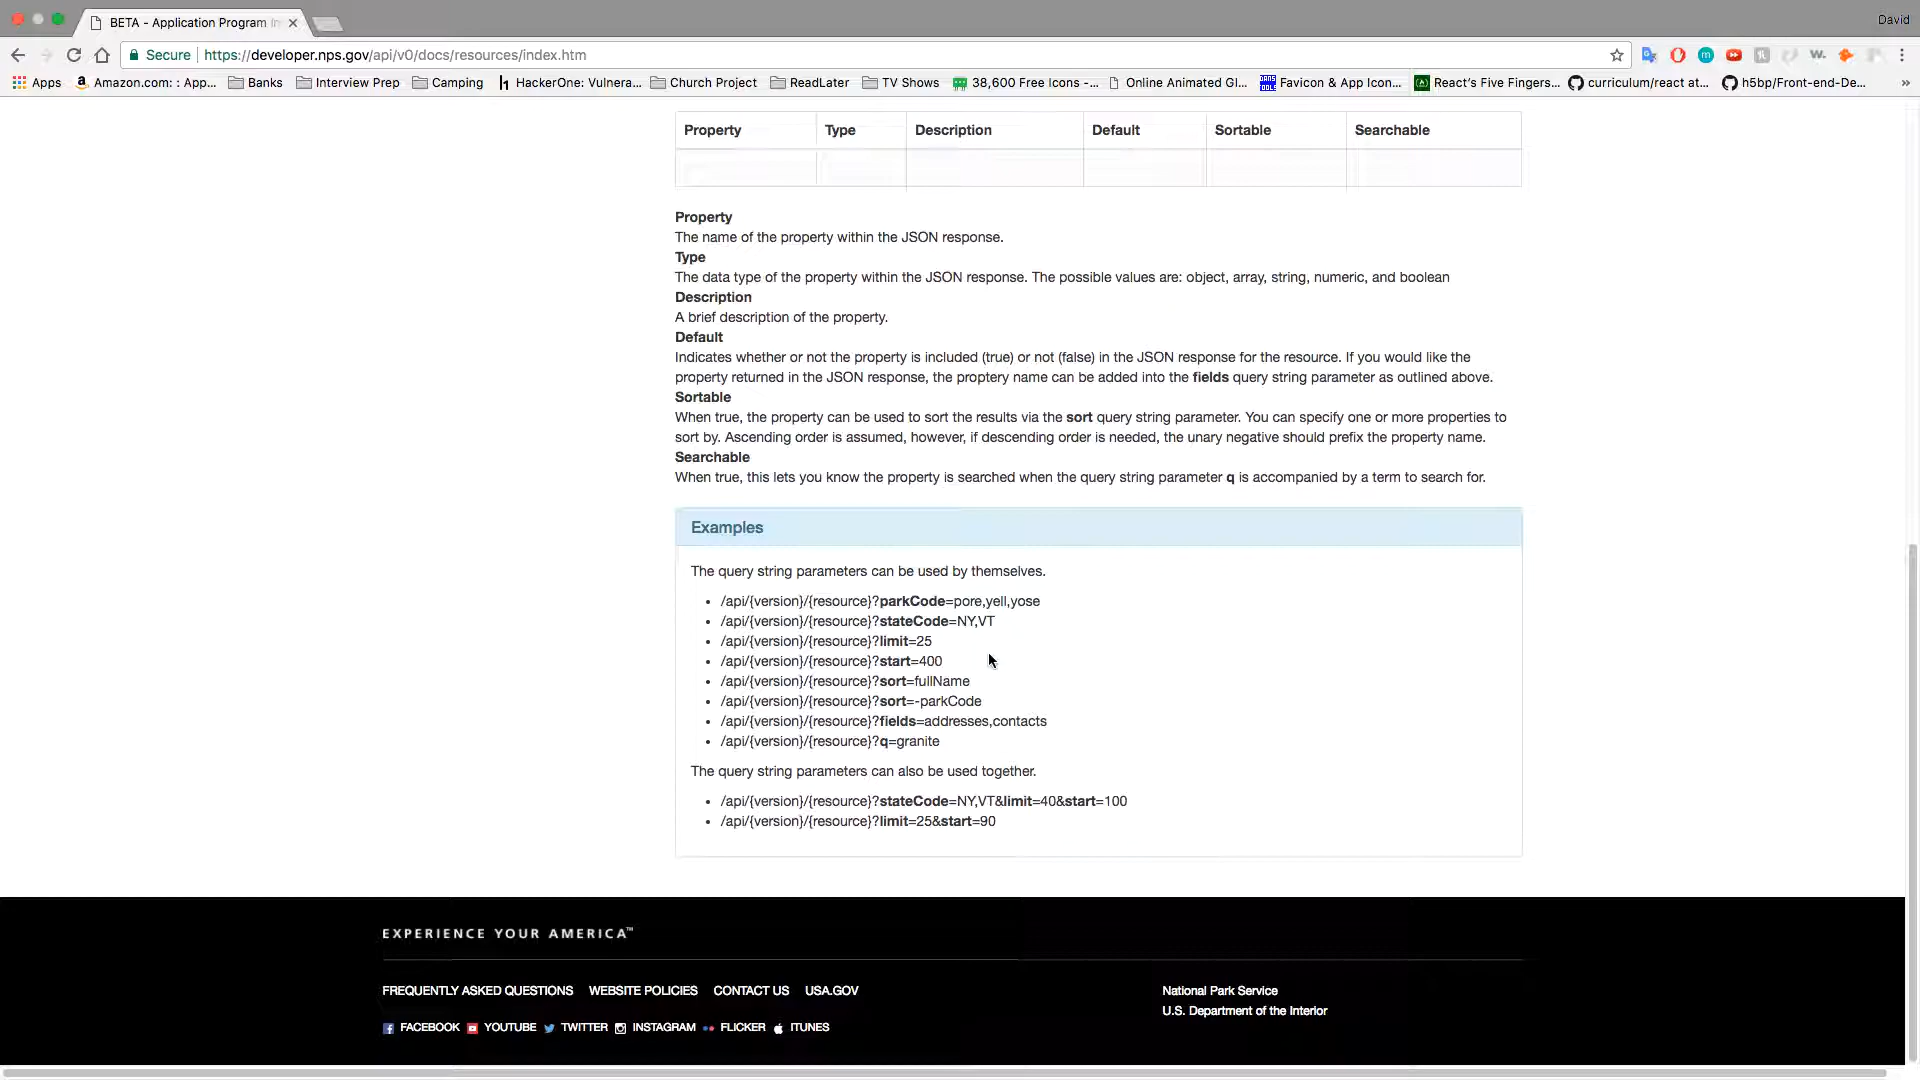 BETA - Application Program In
David
Secure
https://developer.nps.gov/api/v0/docs/resources/index.htm
Apps
Amazon.com: : App...
Banks
Interview Prep
Camping
HackerOne: Vulnera...
Church Project
ReadLater
TV Shows
38,600 Free Icons -...
Online Animated Gl...
Favicon & App Icon...
React's Five Fingers...
curriculum/react at...
h5bp/Front-end-De...
»
Property Type Description Default Sortable Searchable
Property
The name of the property within the JSON response.
Type
The data type of the property within the JSON response. The possible values are: object, array, string, numeric, and boolean
Description
A brief description of the property.
Default
Indicates whether or not the property is included (true) or not (false) in the JSON response for the resource. If you would like the
property returned in the JSON response, the proptery name can be added into the fields query string parameter as outlined above.
Sortable
When true, the property can be used to sort the results via the sort query string parameter. You can specify one or more properties to
sort by. Ascending order is assumed, however, if descending order is needed, the unary negative should prefix the property name.
Searchable
When true, this lets you know the property is searched when the query string parameter q is accompanied by a term to search for.
Examples
The query string parameters can be used by themselves.
• /api/{version}/{resource}?parkCode=pore,yell,yose
• /api/{version}/{resource}?stateCode=NY,VT
• /api/{version}/{resource}?limit=25
• /api/{version}/{resource}?start=400
• /api/{version}/{resource}?sort=fullName
• /api/{version}/{resource}?sort=-parkCode
• /api/{version}/{resource}?fields=addresses,contacts
• /api/{version}/{resource}?q=granite
The query string parameters can also be used together.
• /api/{version}/{resource}?stateCode=NY,VT&limit=40&start=100
• /api/{version}/{resource}?limit=25&start=90
EXPERIENCE YOUR AMERICA™
FREQUENTLY ASKED QUESTIONS WEBSITE POLICIES CONTACT US USA.GOV
FACEBOOK YOUTUBE TWITTER INSTAGRAM FLICKER ITUNES
National Park Service
U.S. Department of the Interior